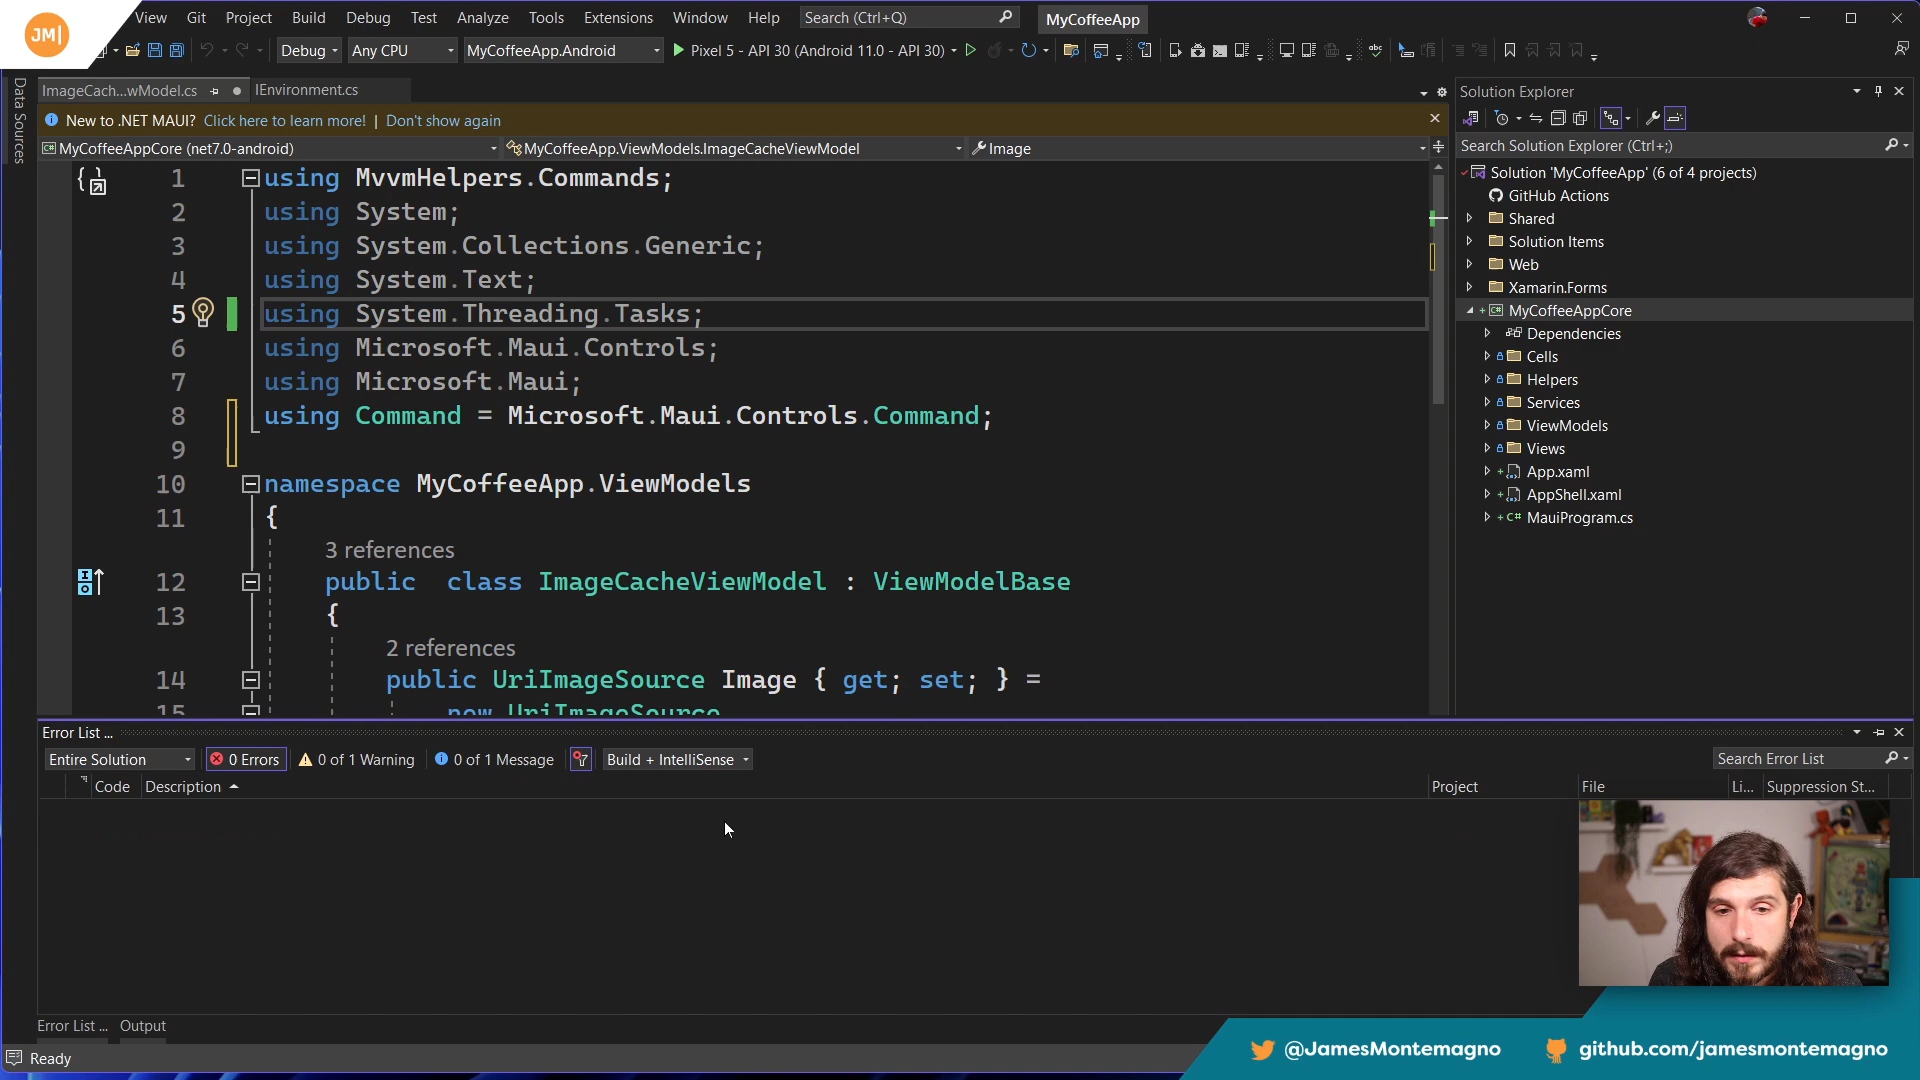 JM|
View Git Project Build Debug Test Analyze Tools Extensions Window Help Search (Ctrl+Q) MyCoffeeApp
Debug Any CPU MyCoffeeApp.Android Pixel 5 - API 30 (Android 11.0 - API 30)
Data Sources
ImageCach...wModel.cs IEnvironment.cs
New to .NET MAUI? Click here to learn more! | Don't show again
MyCoffeeAppCore (net7.0-android) MyCoffeeApp.ViewModels.ImageCacheViewModel Image
1 using MvvmHelpers.Commands;
2 using System;
3 using System.Collections.Generic;
4 using System.Text;
5 using System.Threading.Tasks;
6 using Microsoft.Maui.Controls;
7 using Microsoft.Maui;
8 using Command = Microsoft.Maui.Controls.Command;
9
10 namespace MyCoffeeApp.ViewModels
11 {
3 references
12 public class ImageCacheViewModel : ViewModelBase
13 {
2 references
14 public UriImageSource Image { get; set; } =
15 new UriImageSource
Solution Explorer
Search Solution Explorer (Ctrl+;)
Solution 'MyCoffeeApp' (6 of 4 projects)
GitHub Actions
Shared
Solution Items
Web
Xamarin.Forms
MyCoffeeAppCore
Dependencies
Cells
Helpers
Services
ViewModels
Views
App.xaml
AppShell.xaml
MauiProgram.cs
Error List ...
Entire Solution 0 Errors 0 of 1 Warning 0 of 1 Message Build + IntelliSense Search Error List
Code Description Project File Li... Suppression St...
Error List ... Output
Ready
@JamesMontemagno github.com/jamesmontemagno